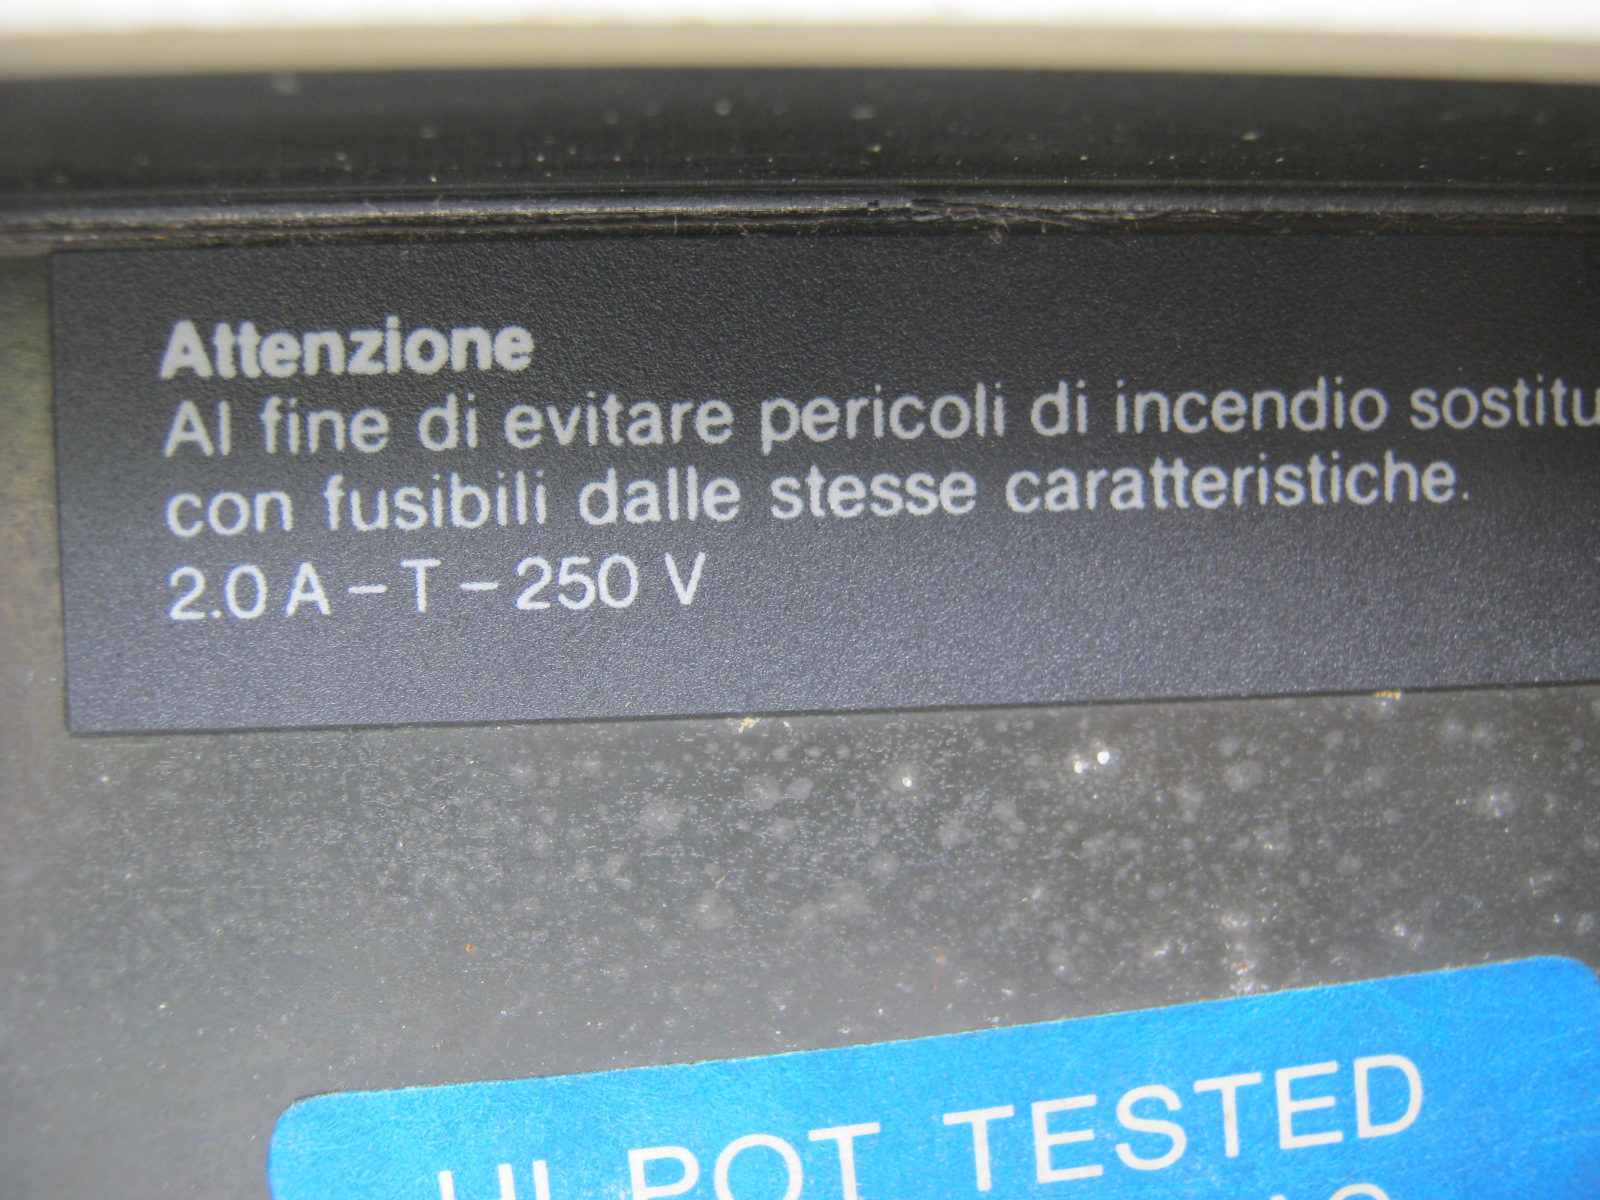 Attenzione
Al fine di evitare pericoli di incendio sostitu
con fusibili dalle stesse caratteristiche.
2.0 A – T – 250 V
HI POT TESTED